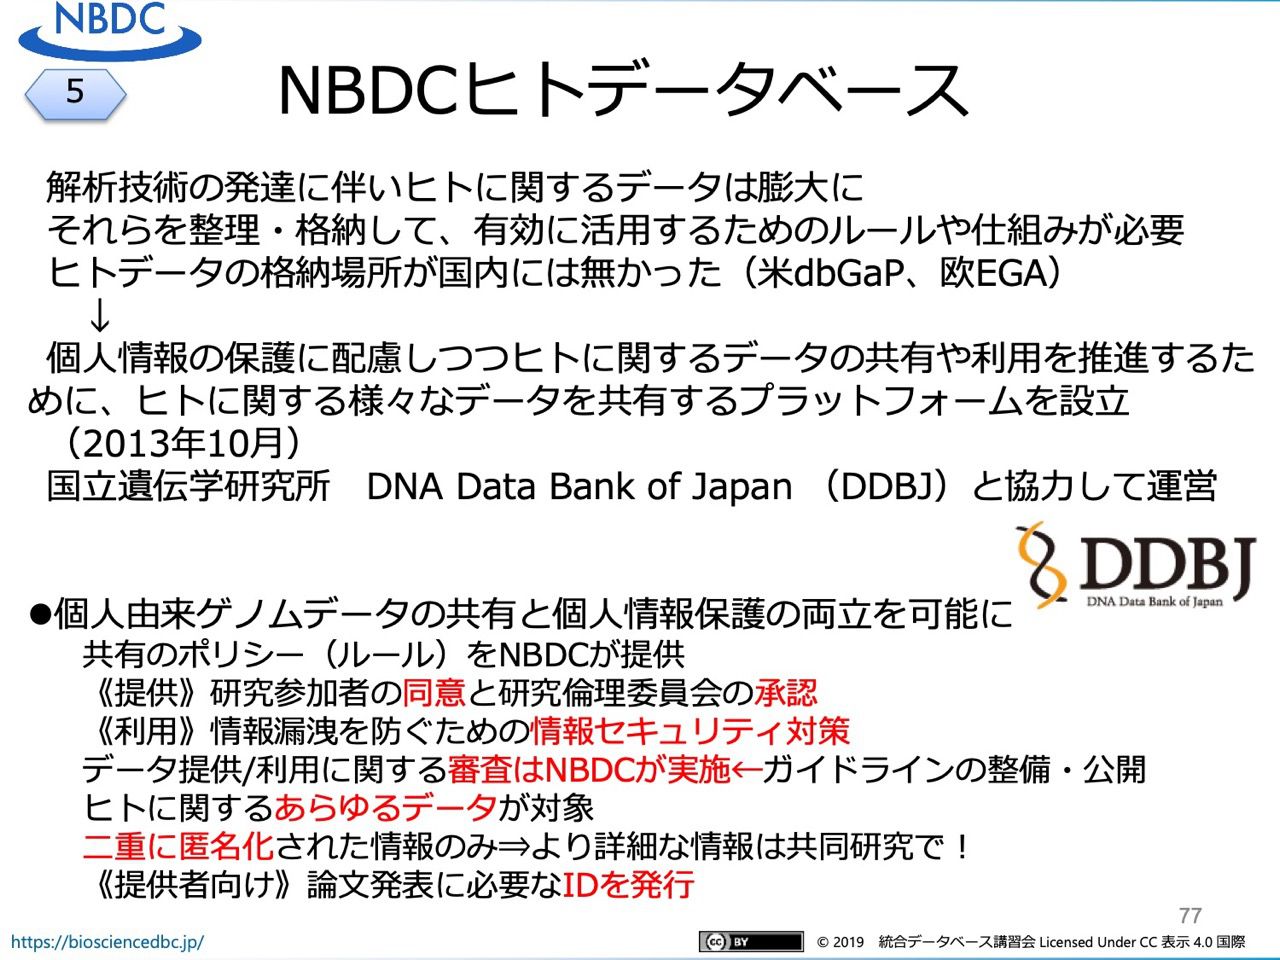 NBDC
5
NBDCヒトデータベース
解析技術の発達に伴いヒトに関するデータは膨大に
それらを整理・格納して、有効に活用するためのルールや仕組みが必要
ヒトデータの格納場所が国内には無かった（米dbGaP、欧EGA）
↓
個人情報の保護に配慮しつつヒトに関するデータの共有や利用を推進するた
めに、ヒトに関する様々なデータを共有するプラットフォームを設立
（2013年10月）
国立遺伝学研究所　DNA Data Bank of Japan （DDBJ）と協力して運営
DDBJ
DNA Data Bank of Japan
●個人由来ゲノムデータの共有と個人情報保護の両立を可能に
共有のポリシー（ルール）をNBDCが提供
《提供》研究参加者の同意と研究倫理委員会の承認
《利用》情報漏洩を防ぐための情報セキュリティ対策
データ提供/利用に関する審査はNBDCが実施←ガイドラインの整備・公開
ヒトに関するあらゆるデータが対象
二重に匿名化された情報のみ⇒より詳細な情報は共同研究で！
《提供者向け》論文発表に必要なIDを発行
77
https://biosciencedbc.jp/
cc BY
© 2019　統合データベース講習会 Licensed Under CC 表示 4.0 国際